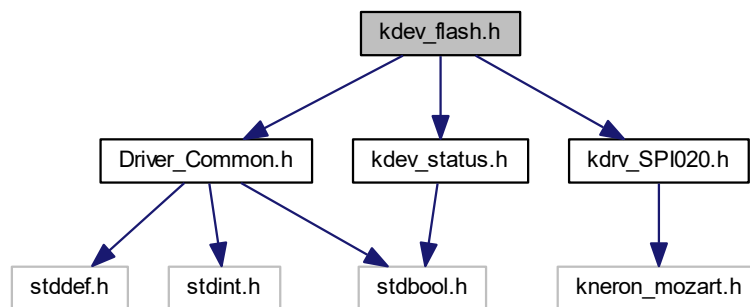 kdev_flash.h
Driver_Common.h
kdev_status.h
kdrv_SPI020.h
stddef.h
stdint.h
stdbool.h
kneron_mozart.h